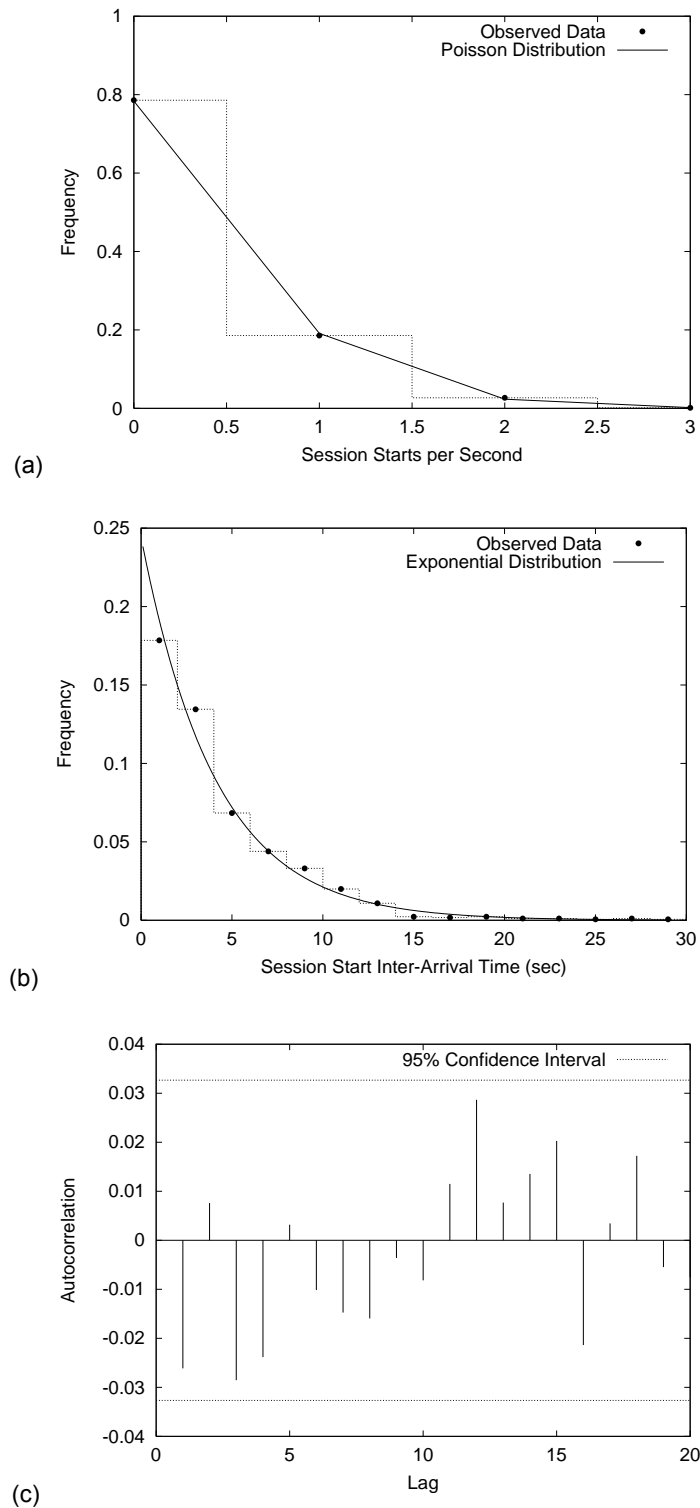 1
0.8
0.6
0.4
0.2
0
Frequency
Observed Data
Poisson Distribution
0 0.5 1 1.5 2 2.5 3
Session Starts per Second
(a)
0.25
0.2
0.15
0.1
0.05
0
Frequency
Observed Data
Exponential Distribution
0 5 10 15 20 25 30
Session Start Inter-Arrival Time (sec)
(b)
0.04
0.03
0.02
0.01
0
-0.01
-0.02
-0.03
-0.04
Autocorrelation
95% Confidence Interval
0 5 10 15 20
Lag
(c)